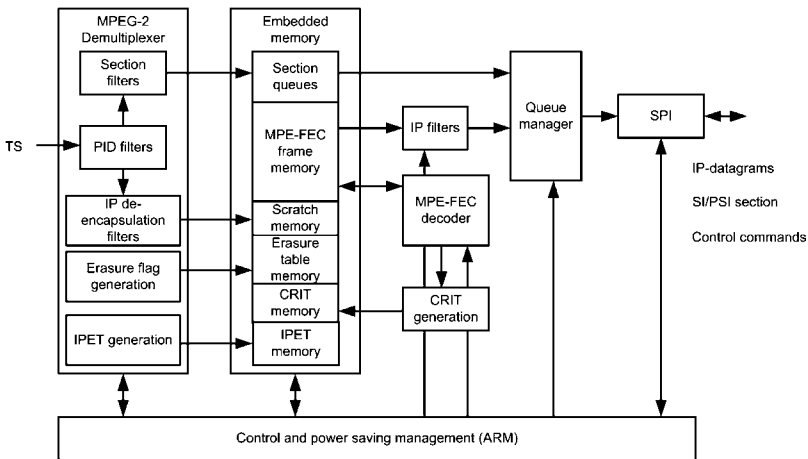 MPEG-2
Demultiplexer
Section
filters
TS
PID filters
IP de-
encapsulation
filters
Erasure flag
generation
IPET generation
Embedded
memory
Section
queues
MPE-FEC
frame
memory
Scratch
memory
Erasure
table
memory
CRIT
memory
IPET
memory
IP filters
MPE-FEC
decoder
CRIT
generation
Queue
manager
SPI
IP-datagrams
SI/PSI section
Control commands
Control and power saving management (ARM)